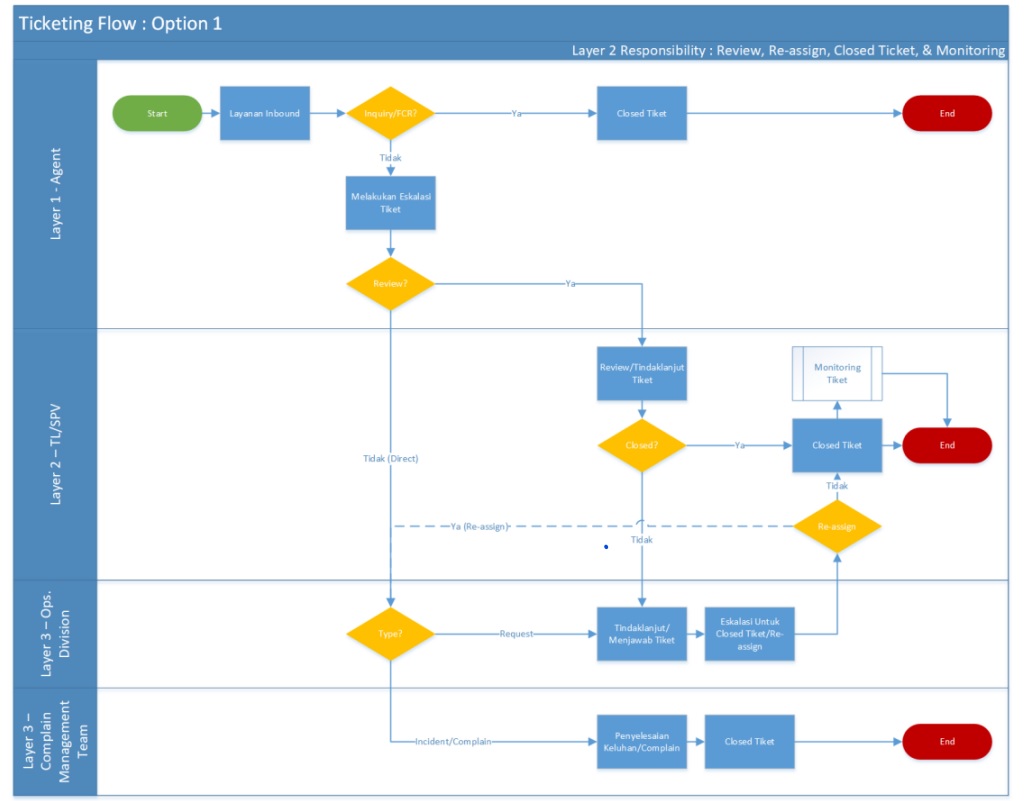 Ticketing Flow : Option 1
Layer 2 Responsibility : Review, Re-assign, Closed Ticket, & Monitoring
Layer 1 - Agent
Start
Layanan Inbound
Inquiry/FCR?
Ya
Closed Tiket
End
Tidak
Melakukan Eskalasi
Tiket
Review?
Ya
Layer 2 – TL/SPV
Review/Tindaklanjut
Tiket
Monitoring
Tiket
Closed?
Ya
Closed Tiket
End
Tidak (Direct)
Tidak
Ya (Re-assign)
Re-assign
Tidak
Layer 3 – Ops.
Division
Type?
Request
Tindaklanjut/
Menjawab Tiket
Eskalasi Untuk
Closed Tiket/Re-
assign
Layer 3 –
Complain
Management
Team
Incident/Complain
Penyelesaian
Keluhan/Complain
Closed Tiket
End